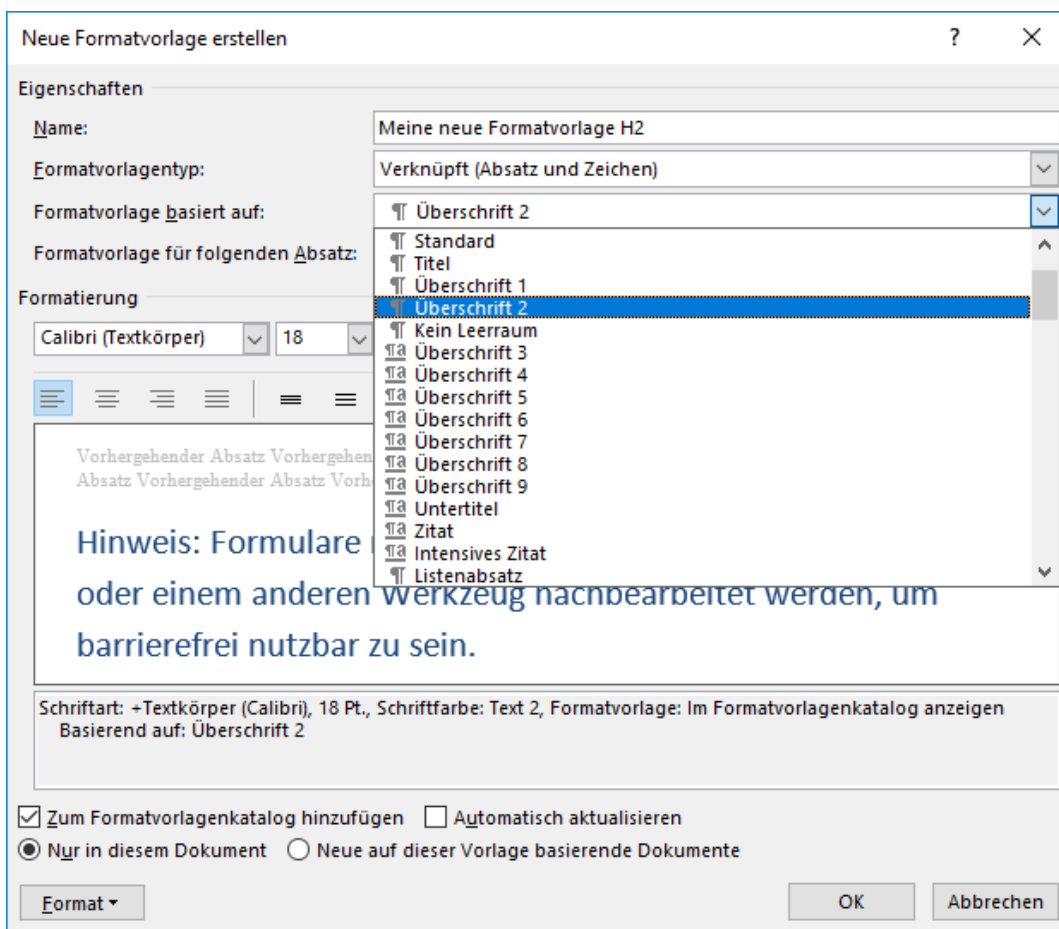 Neue Formatvorlage erstellen
Eigenschaften
Name: Meine neue Formatvorlage H2
Formatvorlagentyp: Verknüpft (Absatz und Zeichen)
Formatvorlage basiert auf: ¶ Überschrift 2
Formatvorlage für folgenden Absatz:
¶ Standard
¶ Titel
¶ Überschrift 1
¶ Überschrift 2
¶ Kein Leerraum
¶a Überschrift 3
¶a Überschrift 4
¶a Überschrift 5
¶a Überschrift 6
¶a Überschrift 7
¶a Überschrift 8
¶a Überschrift 9
¶a Untertitel
¶a Zitat
¶a Intensives Zitat
¶ Listenabsatz
Formatierung
Calibri (Textkörper) 18
Vorhergehender Absatz
Absatz Vorhergehender Absatz
Hinweis: Formulare
oder einem anderen Werkzeug nachbearbeitet werden, um
barrierefrei nutzbar zu sein.
Schriftart: +Textkörper (Calibri), 18 Pt., Schriftfarbe: Text 2, Formatvorlage: Im Formatvorlagenkatalog anzeigen
Basierend auf: Überschrift 2
Zum Formatvorlagenkatalog hinzufügen Automatisch aktualisieren
Nur in diesem Dokument Neue auf dieser Vorlage basierende Dokumente
Format OK Abbrechen